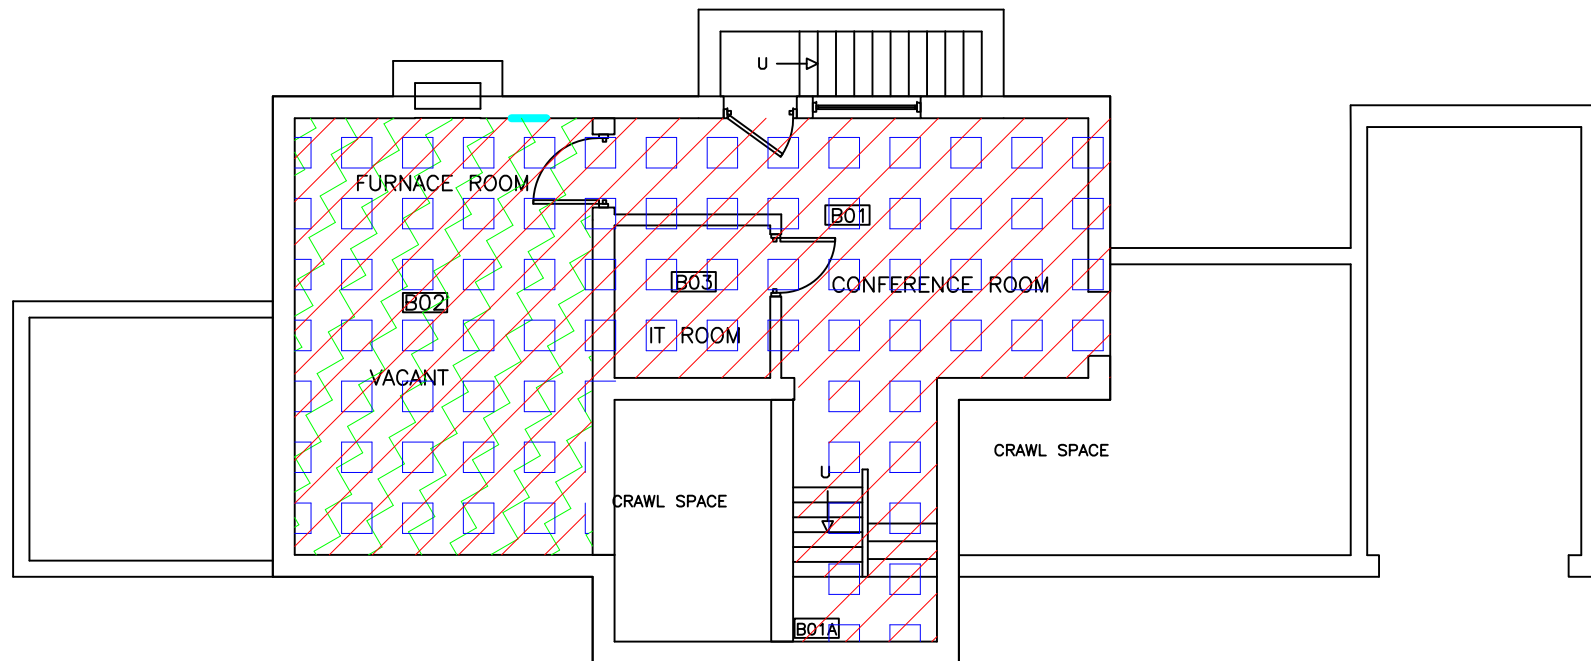 U
FURNACE ROOM
B01
B03
CONFERENCE ROOM
B02
IT ROOM
VACANT
CRAWL SPACE
U
CRAWL SPACE
B01A